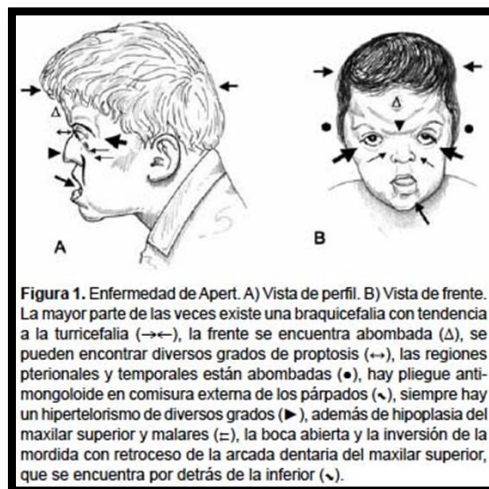 A
B
Figura 1. Enfermedad de Apert. A) Vista de perfil. B) Vista de frente.
La mayor parte de las veces existe una braquicefalia con tendencia
a la turricefalia (→←), la frente se encuentra abombada (Δ), se
pueden encontrar diversos grados de proptosis (↔), las regiones
pterionales y temporales están abombadas (●), hay pliegue anti-
mongoloide en comisura externa de los párpados (➘), siempre hay
un hipertelorismo de diversos grados (►), además de hipoplasia del
maxilar superior y malares (⇇), la boca abierta y la inversión de la
mordida con retroceso de la arcada dentaria del maxilar superior,
que se encuentra por detrás de la inferior (➘).